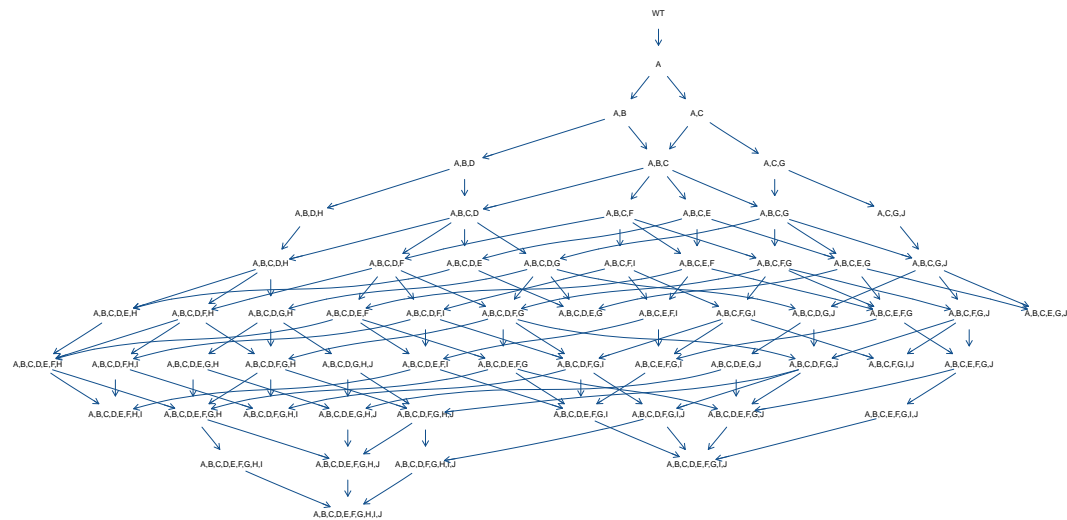 WT
A
A,B
A,C
A,B,D
A,B,C
A,C,G
A,B,D,H
A,B,C,D
A,B,C,F
A,B,C,E
A,B,C,G
A,C,G,J
A,B,C,D,H
A,B,C,D,F
A,B,C,D,E
A,B,C,D,G
A,B,C,F,I
A,B,C,E,F
A,B,C,F,G
A,B,C,E,G
A,B,C,G,J
A,B,C,D,E,H
A,B,C,D,F,H
A,B,C,D,G,H
A,B,C,D,E,F
A,B,C,D,F,I
A,B,C,D,F,G
A,B,C,D,E,G
A,B,C,E,F,I
A,B,C,F,G,I
A,B,C,D,G,J
A,B,C,E,F,G
A,B,C,F,G,J
A,B,C,E,G,J
A,B,C,D,E,F,H
A,B,C,D,F,H,I
A,B,C,D,E,G,H
A,B,C,D,F,G,H
A,B,C,D,G,H,J
A,B,C,D,E,F,I
A,B,C,D,E,F,G
A,B,C,D,F,G,I
A,B,C,E,F,G,I
A,B,C,D,E,G,J
A,B,C,D,F,G,J
A,B,C,F,G,I,J
A,B,C,E,F,G,J
A,B,C,D,E,F,H,I
A,B,C,D,E,F,G,H
A,B,C,D,F,G,H,I
A,B,C,D,E,G,H,J
A,B,C,D,F,G,H,J
A,B,C,D,E,F,G,I
A,B,C,D,F,G,I,J
A,B,C,D,E,F,G,J
A,B,C,E,F,G,I,J
A,B,C,D,E,F,G,H,I
A,B,C,D,E,F,G,H,J
A,B,C,D,F,G,H,I,J
A,B,C,D,E,F,G,I,J
A,B,C,D,E,F,G,H,I,J